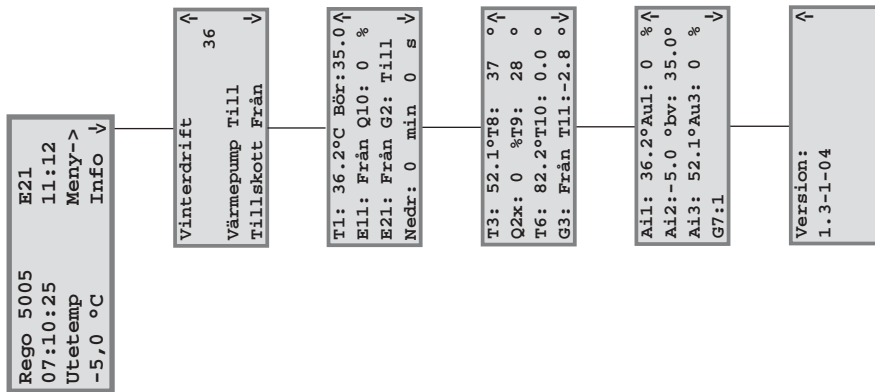 Rego 5005 E21
07:10:25 11:12
Utetemp Meny->
-5,0 °C Info ↓
Vinterdrift ↑
36
Värmepump Till
Tillskott Från ↓
T1: 36.2°C Bör:35.0↑
E11: Från Q10: 0 %
E21: Från G2: Till
Nedr: 0 min 0 s ↓
T3: 52.1°T8: 37 °↑
Q2x: 0 %T9: 28 °
T6: 82.2°T10: 0.0 °
G3: Från T11:-2.8 °↓
Ai1: 36.2°Au1: 0 %↑
Ai2:-5.0 °bv: 35.0°
Ai3: 52.1°Au3: 0 %
G7:1 ↓
Version: ↑
1.3-1-04